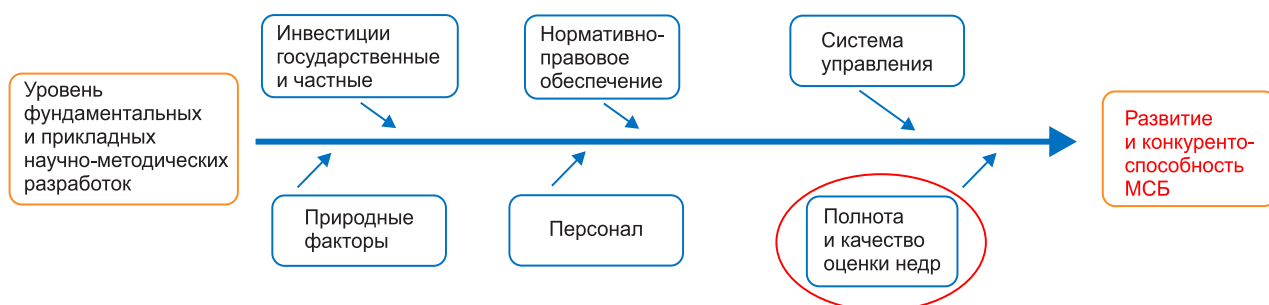 Уровень
фундаментальных
и прикладных
научно-методических
разработок
Инвестиции
государственные
и частные
Нормативно-
правовое
обеспечение
Система
управления
Природные
факторы
Персонал
Полнота
и качество
оценки недр
Развитие
и конкуренто-
способность
МСБ